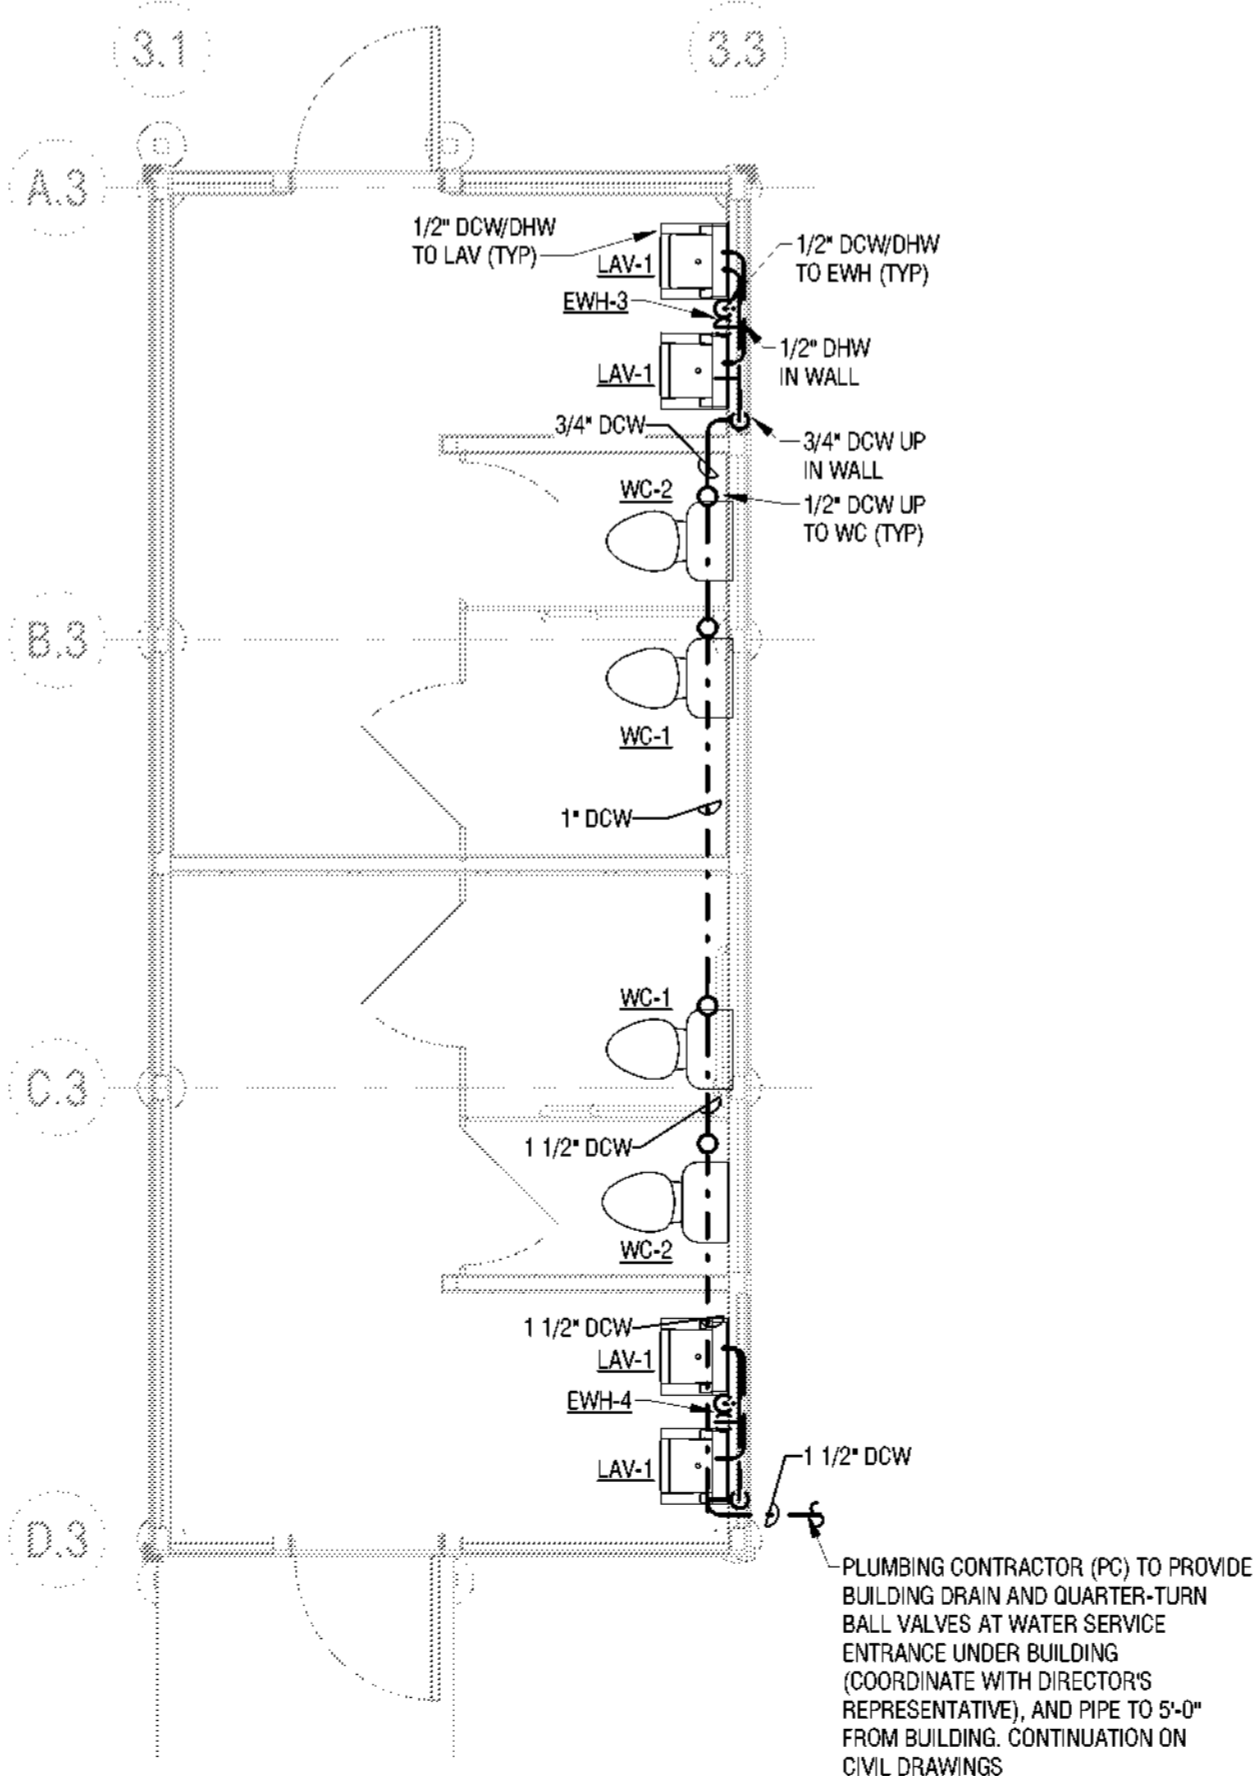 3.1
3.3
A.3
1/2" DCW/DHW
TO LAV (TYP)
LAV-1
1/2" DCW/DHW
TO EWH (TYP)
EWH-3
1/2" DHW
IN WALL
LAV-1
3/4" DCW
3/4" DCW UP
IN WALL
WC-2
1/2" DCW UP
TO WC (TYP)
B.3
WC-1
1" DCW
WC-1
C.3
1 1/2" DCW
WC-2
1 1/2" DCW
LAV-1
EWH-4
LAV-1
1 1/2" DCW
D.3
PLUMBING CONTRACTOR (PC) TO PROVIDE
BUILDING DRAIN AND QUARTER-TURN
BALL VALVES AT WATER SERVICE
ENTRANCE UNDER BUILDING
(COORDINATE WITH DIRECTOR'S
REPRESENTATIVE), AND PIPE TO 5'-0"
FROM BUILDING. CONTINUATION ON
CIVIL DRAWINGS